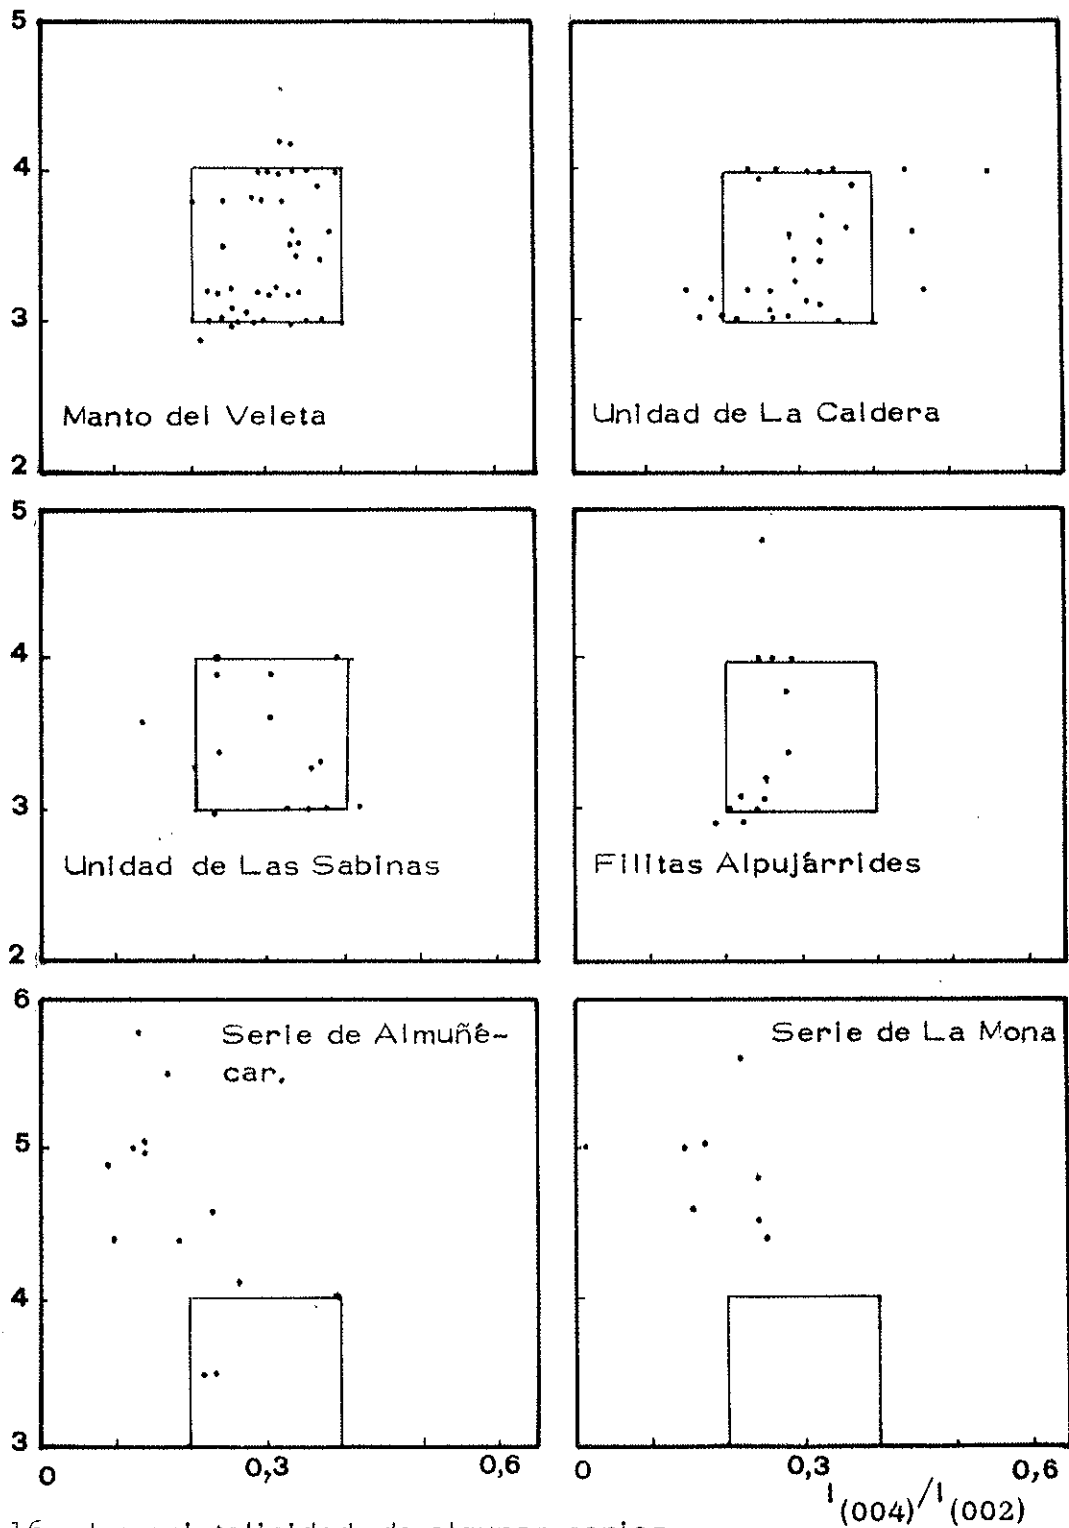 5
4
3
2
Manto del Veleta
Unidad de La Caldera
5
4
3
2
Unidad de Las Sabinas
Filitas Alpujárrides
6
5
4
3
Serie de Almuñé-
car.
Serie de La Mona
0 0,3 0,6
0 0,3 0,6
I(004)/I(002)